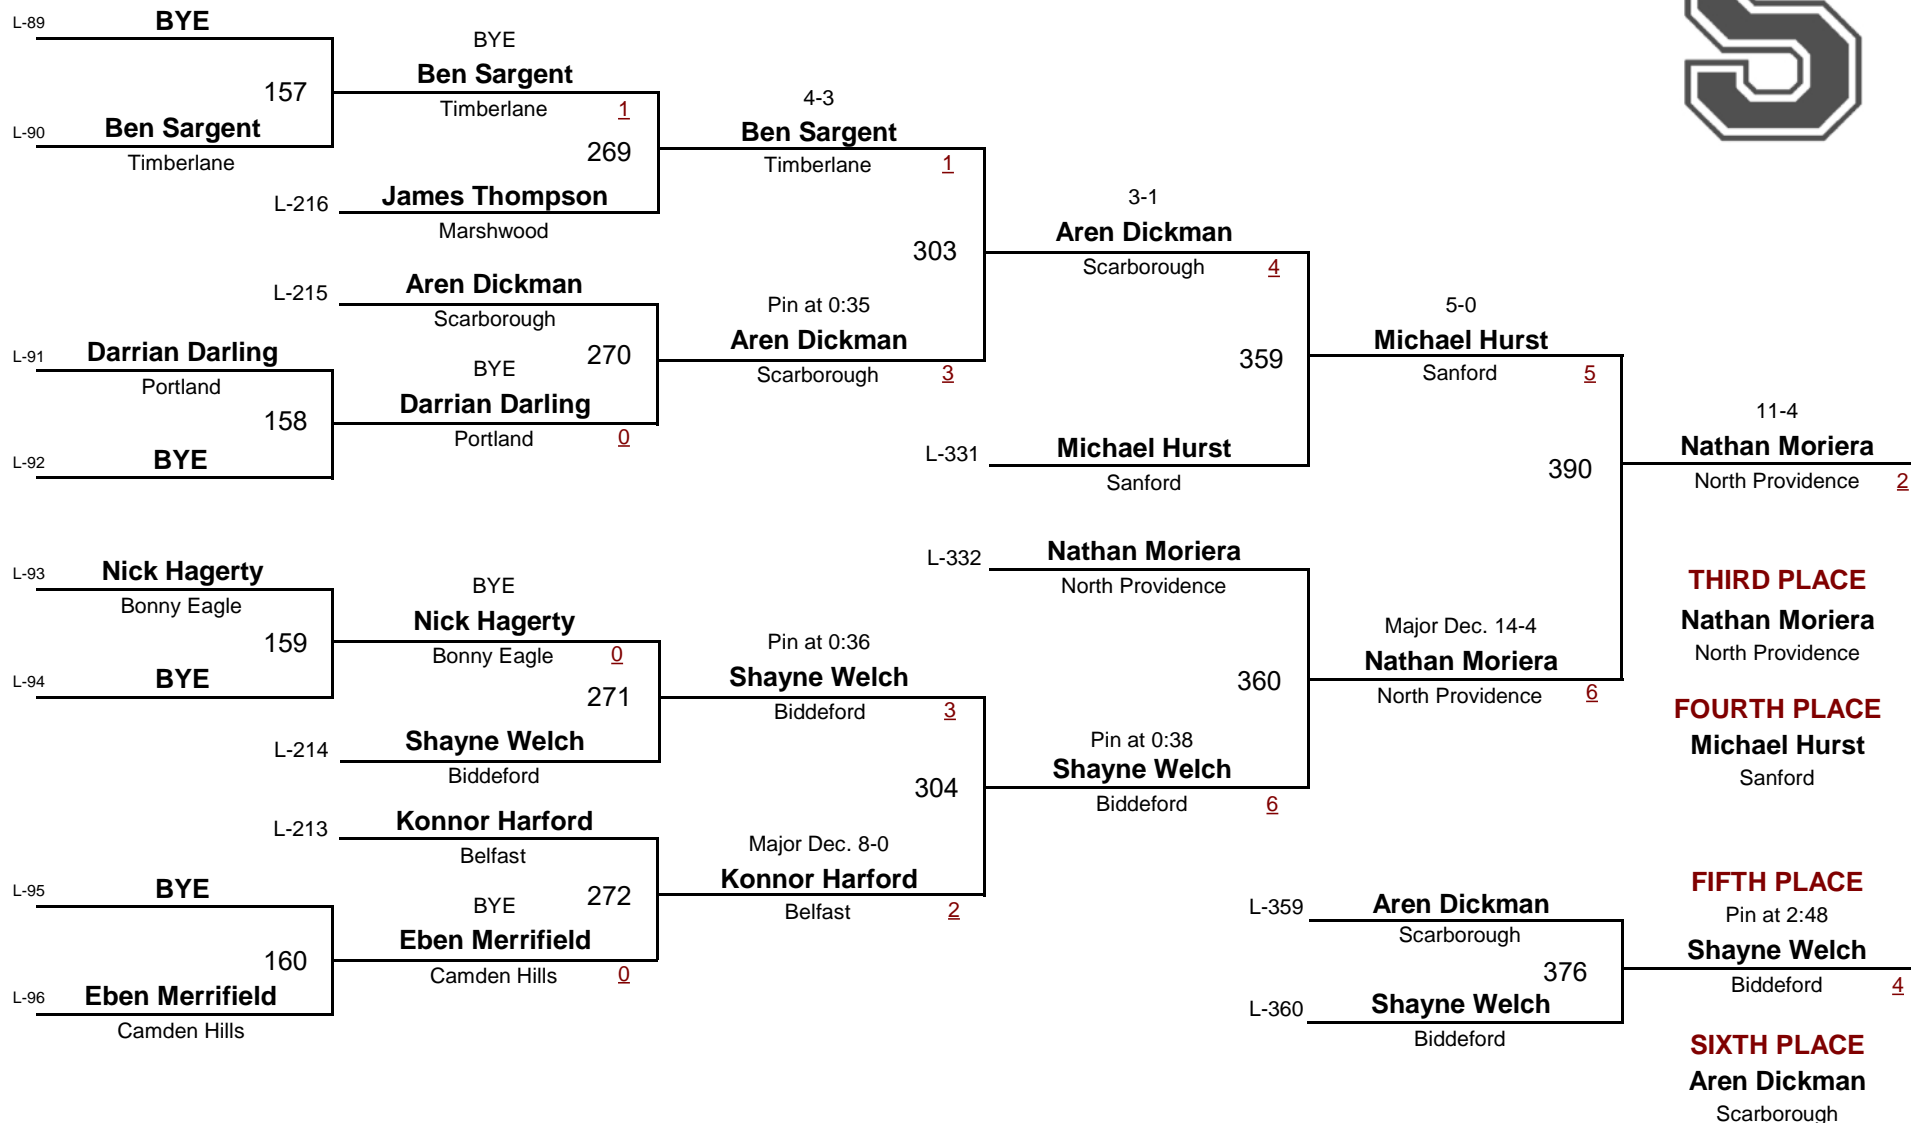 L-89 BYE
157
L-90 Ben Sargent
Timberlane
L-91 Darrian Darling
Portland
158
L-92 BYE
L-93 Nick Hagerty
Bonny Eagle
159
L-94 BYE
L-95 BYE
160
L-96 Eben Merrifield
Camden Hills
BYE
Ben Sargent
Timberlane 1
269
L-216 James Thompson
Marshwood
L-215 Aren Dickman
Scarborough
270
BYE
Darrian Darling
Portland 0
BYE
Nick Hagerty
Bonny Eagle 0
271
L-214 Shayne Welch
Biddeford
L-213 Konnor Harford
Belfast
272
BYE
Eben Merrifield
Camden Hills 0
4-3
Ben Sargent
Timberlane 1
303
Pin at 0:35
Aren Dickman
Scarborough 3
Pin at 0:36
Shayne Welch
Biddeford 3
304
Major Dec. 8-0
Konnor Harford
Belfast 2
3-1
Aren Dickman
Scarborough 4
359
L-331 Michael Hurst
Sanford
L-332 Nathan Moriera
North Providence
360
Pin at 0:38
Shayne Welch
Biddeford 6
5-0
Michael Hurst
Sanford 5
390
Major Dec. 14-4
Nathan Moriera
North Providence 6
L-359 Aren Dickman
Scarborough
376
L-360 Shayne Welch
Biddeford
S
11-4
Nathan Moriera
North Providence 2
THIRD PLACE
Nathan Moriera
North Providence
FOURTH PLACE
Michael Hurst
Sanford
FIFTH PLACE
Pin at 2:48
Shayne Welch
Biddeford 4
SIXTH PLACE
Aren Dickman
Scarborough